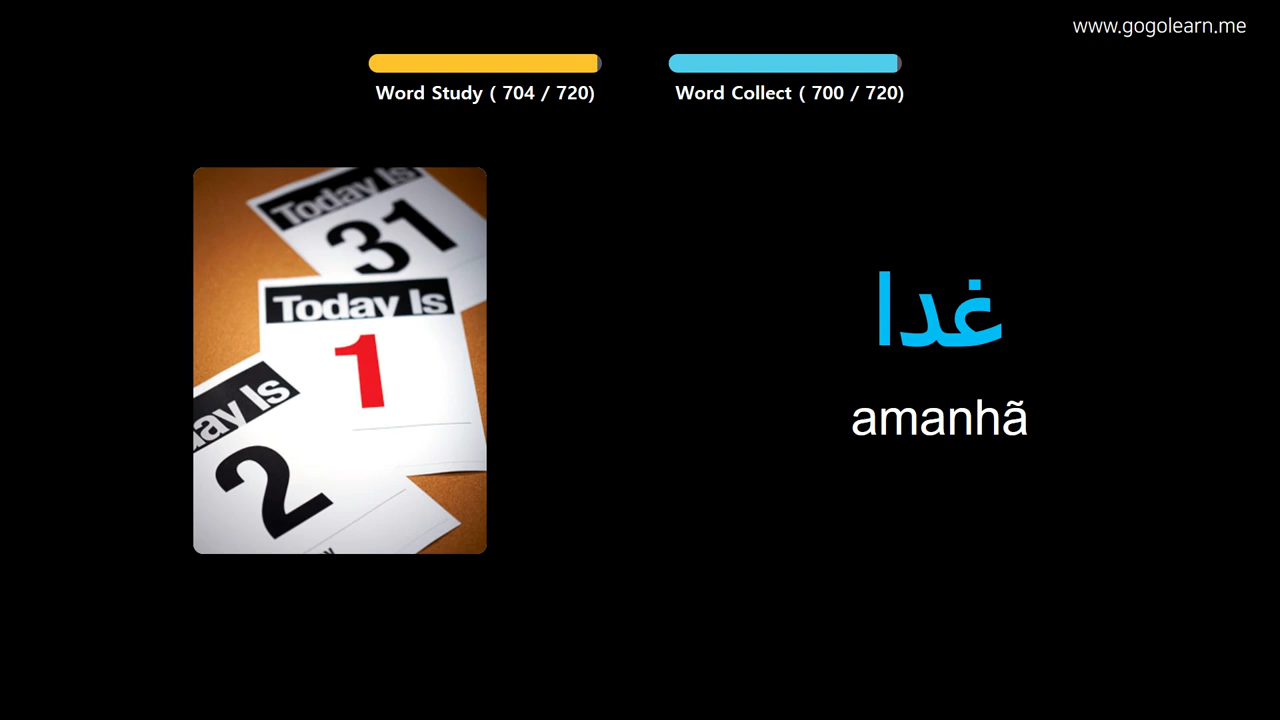 www.gogolearn.me
Word Study ( 704 / 720)
Word Collect ( 700 / 720)
Today Is
31
Today Is
1
ay Is
2
غدا
amanhã